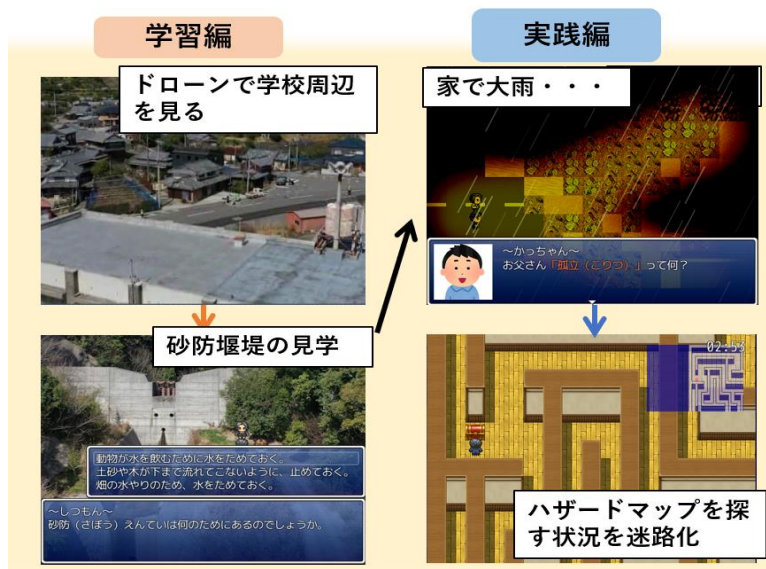 学習編
ドローンで学校周辺
を見る
砂防堰堤の見学
動物が水を飲むために水をためておく。
土砂や木が下まで流れてこないように、止めておく。
畑の水やりのため、水をためておく。
～しつもん～
砂防（さぼう）えんていは何のためにあるのでしょうか。
実践編
家で大雨・・・
～かっちゃん～
お父さん「孤立（こりつ）」って何？
02:53
ハザードマップを探
す状況を迷路化